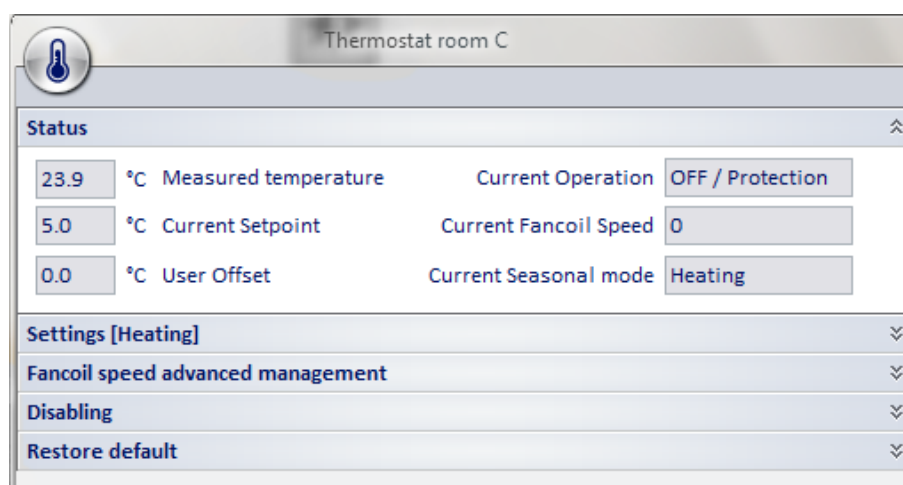 Thermostat room C
Status
23.9 °C Measured temperature Current Operation OFF / Protection
5.0 °C Current Setpoint Current Fancoil Speed 0
0.0 °C User Offset Current Seasonal mode Heating
Settings [Heating]
Fancoil speed advanced management
Disabling
Restore default